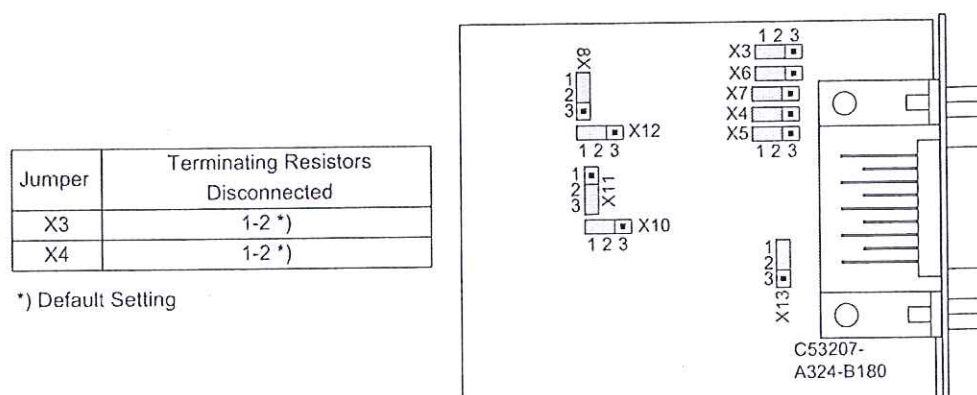 Jumper
Terminating Resistors
Disconnected
X3
1-2 *)
X4
1-2 *)
*) Default Setting
X8
1
2
3
X12
1 2 3
1
2
3
X11
X10
1 2 3
1 2 3
X3
X6
X7
X4
X5
1 2 3
1
2
3
X13
C53207-
A324-B180